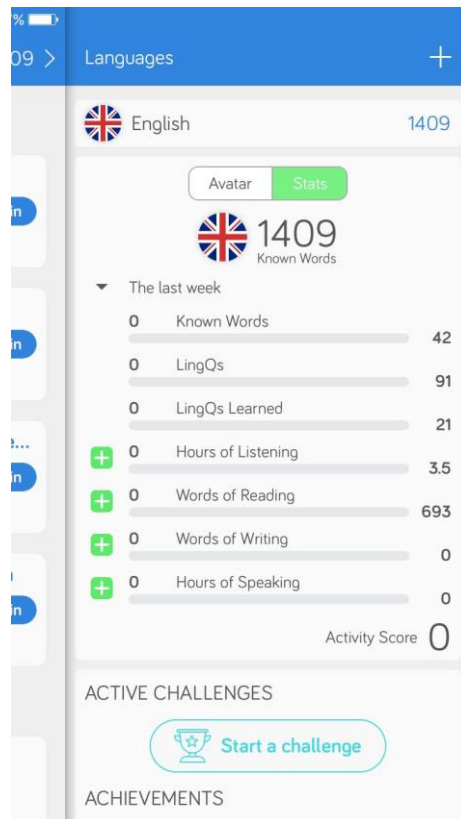 %
09 >
Languages
+
English 1409
Avatar Stats
1409
Known Words
The last week
0 Known Words
42
0 LingQs
91
0 LingQs Learned
21
0 Hours of Listening
3.5
0 Words of Reading
693
0 Words of Writing
0
0 Hours of Speaking
0
Activity Score 0
in
in
...
in
in
ACTIVE CHALLENGES
Start a challenge
ACHIEVEMENTS